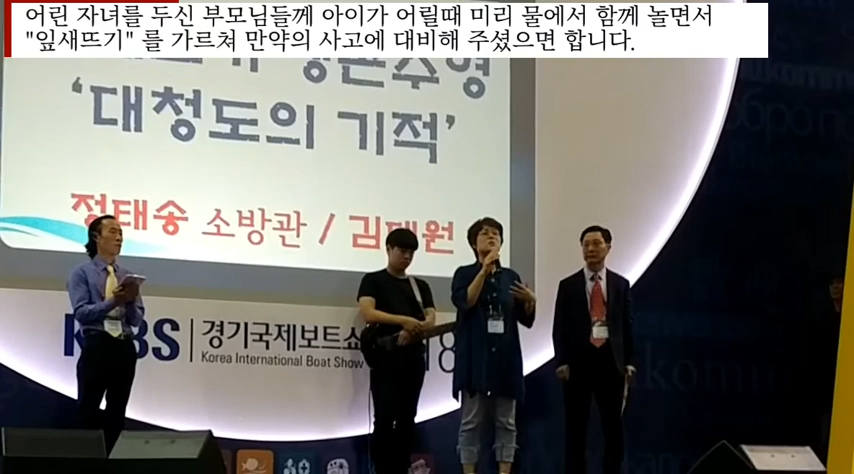 어린 자녀를 두신 부모님들께 아이가 어릴때 미리 물에서 함께 놀면서
"잎새뜨기" 를 가르쳐 만약의 사고에 대비해 주셨으면 합니다.
'대청도의 기적'
정태송 소방관 / 김대원
경기국제보트쇼
Korea International Boat Show